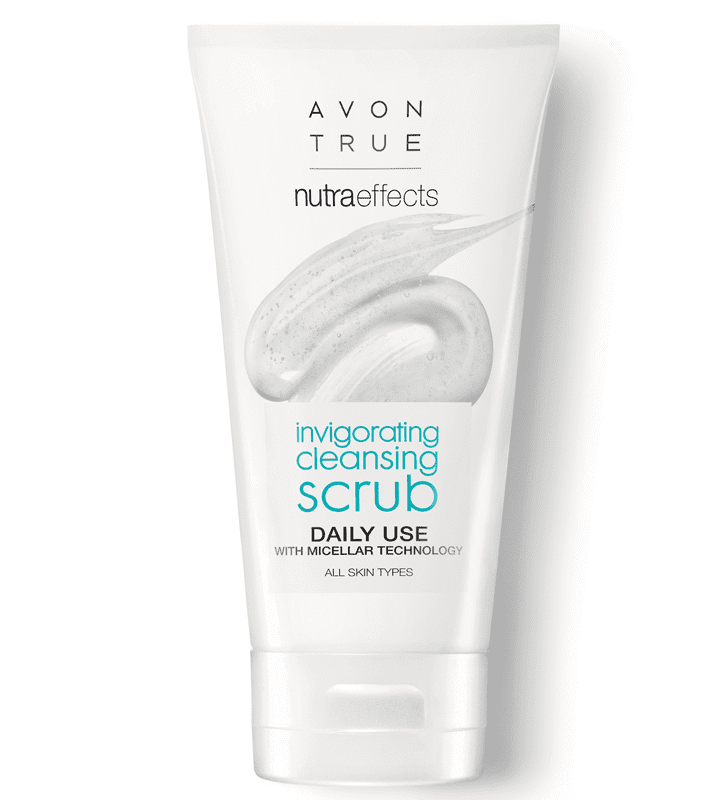 AVON
TRUE
nutraeffects
invigorating
cleansing
scrub
DAILY USE
WITH MICELLAR TECHNOLOGY
ALL SKIN TYPES